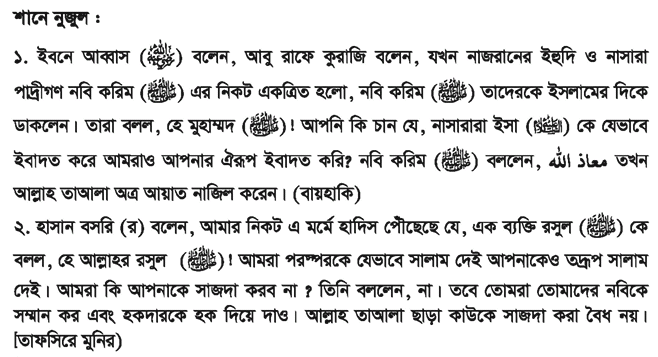 শানে নুজুল :
১. ইবনে আব্বাস (رضي الله عنه) বলেন, আবু রাফে কুরাজি বলেন, যখন নাজরানের ইহুদি ও নাসারা
পাদ্রীগণ নবি করিম (ﷺ) এর নিকট একত্রিত হলো, নবি করিম (ﷺ) তাদেরকে ইসলামের দিকে
ডাকলেন। তারা বলল, হে মুহাম্মদ (ﷺ)! আপনি কি চান যে, নাসারারা ইসা () কে যেভাবে
ইবাদত করে আমরাও আপনার ঐরূপ ইবাদত করি? নবি করিম (ﷺ) বললেন, معاذ الله তখন
আল্লাহ তাআলা অত্র আয়াত নাজিল করেন। (বায়হাকি)
২. হাসান বসরি (র) বলেন, আমার নিকট এ মর্মে হাদিস পৌঁছেছে যে, এক ব্যক্তি রসুল (ﷺ) কে
বলল, হে আল্লাহর রসুল (ﷺ)! আমরা পরষ্পরকে যেভাবে সালাম দেই আপনাকেও তদ্রূপ সালাম
দেই। আমরা কি আপনাকে সাজদা করব না ? তিনি বললেন, না। তবে তোমরা তোমাদের নবিকে
সম্মান কর এবং হকদারকে হক দিয়ে দাও। আল্লাহ তাআলা ছাড়া কাউকে সাজদা করা বৈধ নয়।
[তাফসিরে মুনির)